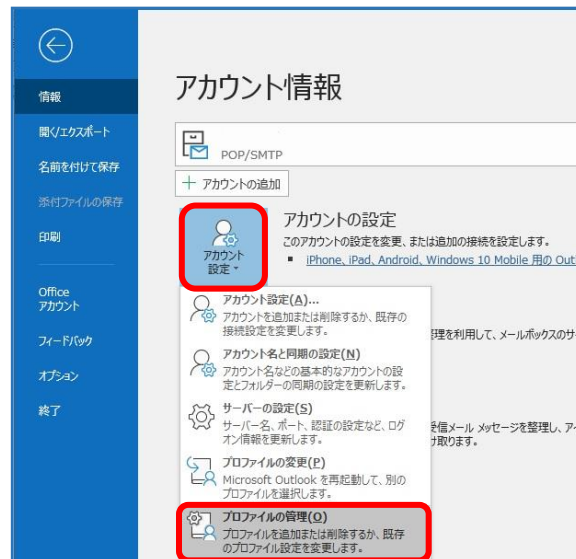 アカウント情報
情報
開く/エクスポート
名前を付けて保存
添付ファイルの保存
印刷
Office
アカウント
フィードバック
オプション
終了
POP/SMTP
アカウントの追加
アカウント
設定
アカウントの設定
このアカウントの設定を変更、または追加の接続を設定します。
iPhone、iPad、Android、Windows 10 Mobile 用の Out
アカウント設定(A)...
アカウントを追加または削除するか、既存の
接続設定を変更します。
アカウント名と同期の設定(N)
アカウント名などの基本的なアカウントの設
定とフォルダーの同期の設定を更新します。
サーバーの設定(S)
サーバー名、ポート、認証の設定など、ログ
オン情報を更新します。
プロファイルの変更(P)
Microsoft Outlook を再起動して、別の
プロファイルを選択します。
プロファイルの管理(O)
プロファイルを追加または削除するか、既存
のプロファイル設定を変更します。
理を利用して、メールボックスのサ
受信メール メッセージを整理し、ア
け取ります。